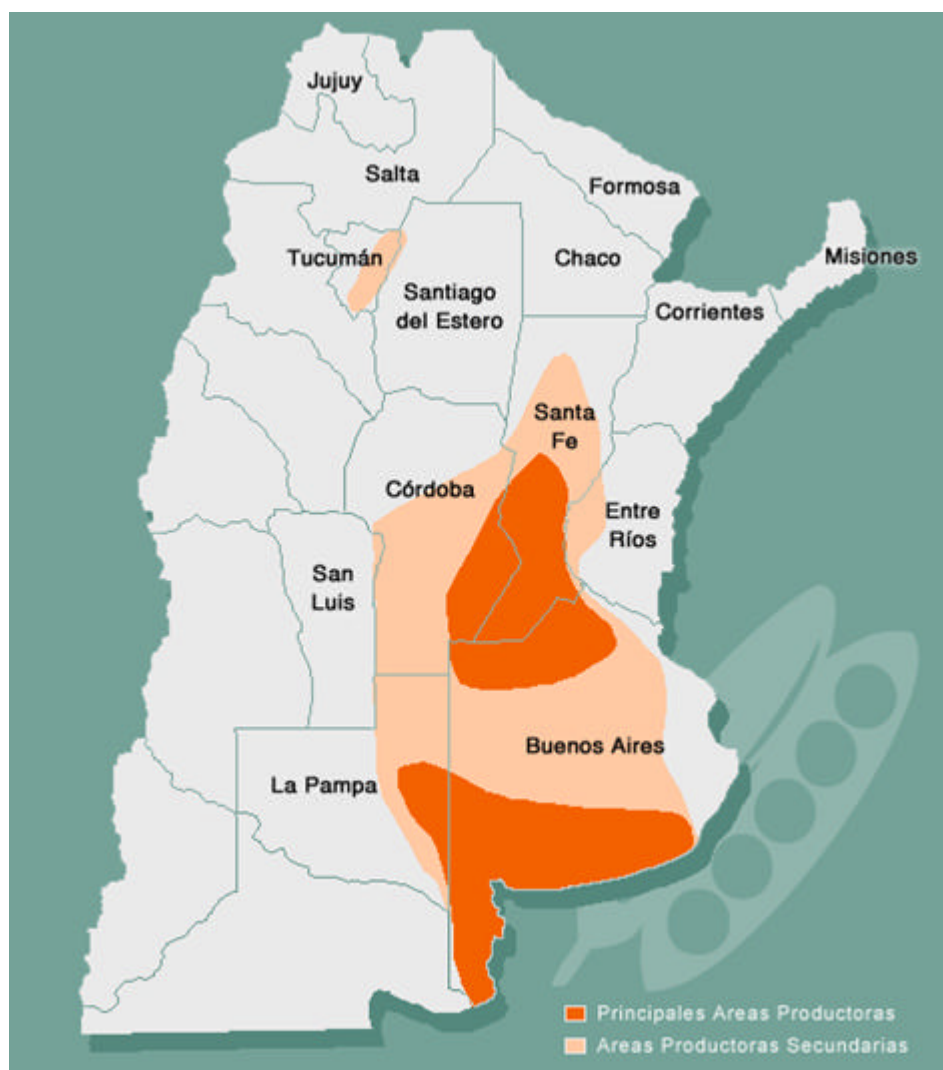 Jujuy
Salta
Formosa
Tucumán
Chaco
Misiones
Santiago
del Estero
Corrientes
Santa
Fe
Córdoba
Entre
Ríos
San
Luis
Buenos Aires
La Pampa
Principales Areas Productoras
Areas Productoras Secundarias